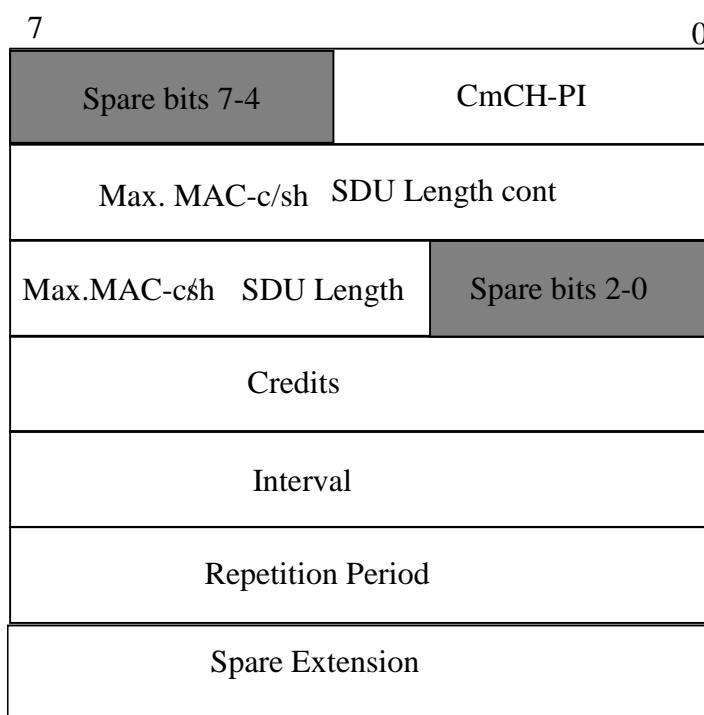 7 0
Spare bits 7-4 CmCH-PI
Max. MAC-c/sh SDU Length cont
Max.MAC-c/sh SDU Length Spare bits 2-0
Credits
Interval
Repetition Period
Spare Extension